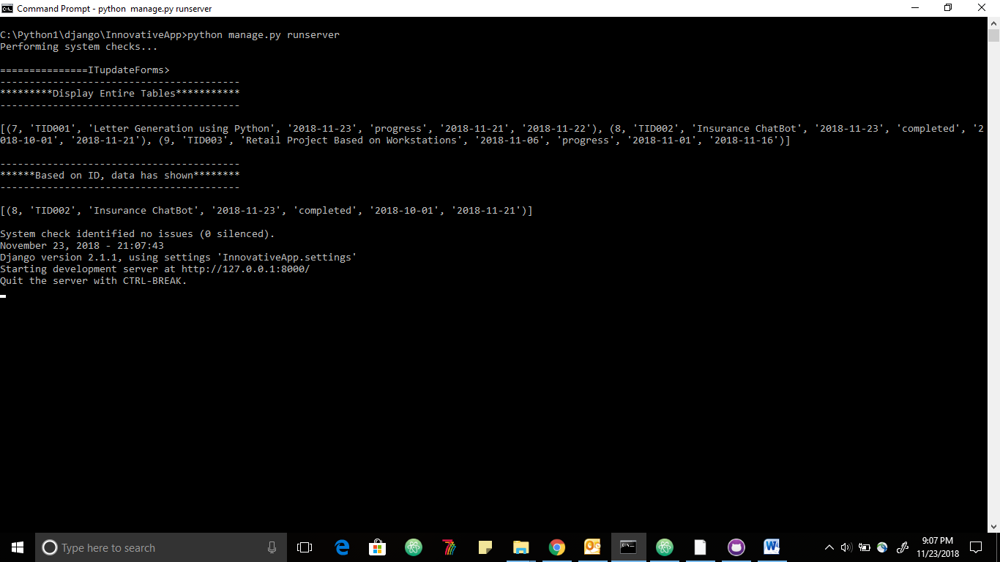 Command Prompt - python  manage.py runserver
C:\Python1\django\InnovativeApp>python manage.py runserver
Performing system checks...
===============ITupdateForms>
-----------------------------------------
*********Display Entire Tables***********
-----------------------------------------
[(7, 'TID001', 'Letter Generation using Python', '2018-11-23', 'progress', '2018-11-21', '2018-11-22'), (8, 'TID002', 'Insurance ChatBot', '2018-11-23', 'completed', '2
018-10-01', '2018-11-21'), (9, 'TID003', 'Retail Project Based on Workstations', '2018-11-06', 'progress', '2018-11-01', '2018-11-16')]
-----------------------------------------
******Based on ID, data has shown********
-----------------------------------------
[(8, 'TID002', 'Insurance ChatBot', '2018-11-23', 'completed', '2018-10-01', '2018-11-21')]
System check identified no issues (0 silenced).
November 23, 2018 - 21:07:43
Django version 2.1.1, using settings 'InnovativeApp.settings'
Starting development server at http://127.0.0.1:8000/
Quit the server with CTRL-BREAK.
Type here to search
9:07 PM
11/23/2018